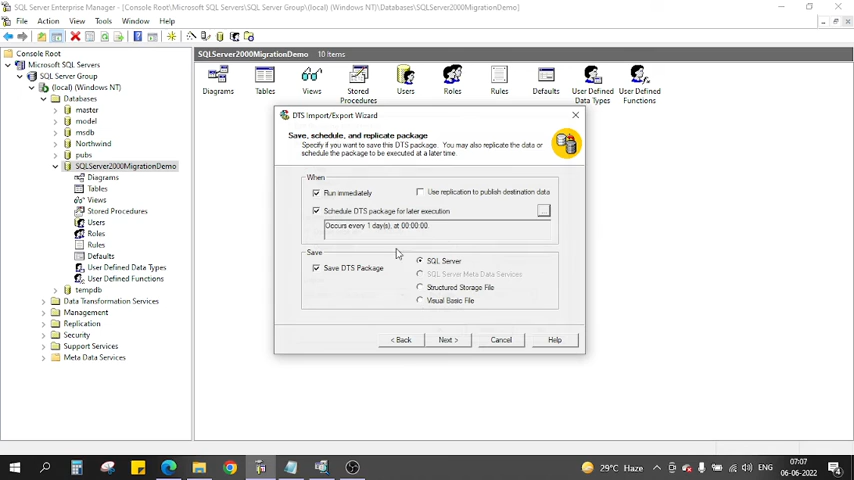 SQL Server Enterprise Manager - [Console Root\Microsoft SQL Servers\SQL Server Group\(local) (Windows NT)\Databases\SQLServer2000MigrationDemo]
File Action View Tools Window Help
Console Root
Microsoft SQL Servers
SQL Server Group
(local) (Windows NT)
Databases
master
model
msdb
Northwind
pubs
SQLServer2000MigrationDemo
Diagrams
Tables
Views
Stored Procedures
Users
Roles
Rules
Defaults
User Defined Data Types
User Defined Functions
tempdb
Data Transformation Services
Management
Replication
Security
Support Services
Meta Data Services
SQLServer2000MigrationDemo 10 Items
Diagrams Tables Views Stored Procedures Users Roles Rules Defaults User Defined Data Types User Defined Functions
DTS Import/Export Wizard
Save, schedule, and replicate package
Specify if you want to save this DTS package. You may also replicate the data or
schedule the package to be executed at a later time.
When
Run immediately
Use replication to publish destination data
Schedule DTS package for later execution
...
Occurs every 1 day(s), at 00:00:00.
Save
Save DTS Package
SQL Server
SQL Server Meta Data Services
Structured Storage File
Visual Basic File
< Back Next > Cancel Help
29°C Haze
ENG
07:07
06-06-2022
4